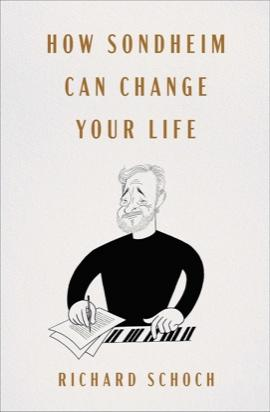 HOW SONDHEIM
CAN CHANGE
YOUR LIFE
RICHARD SCHOCH